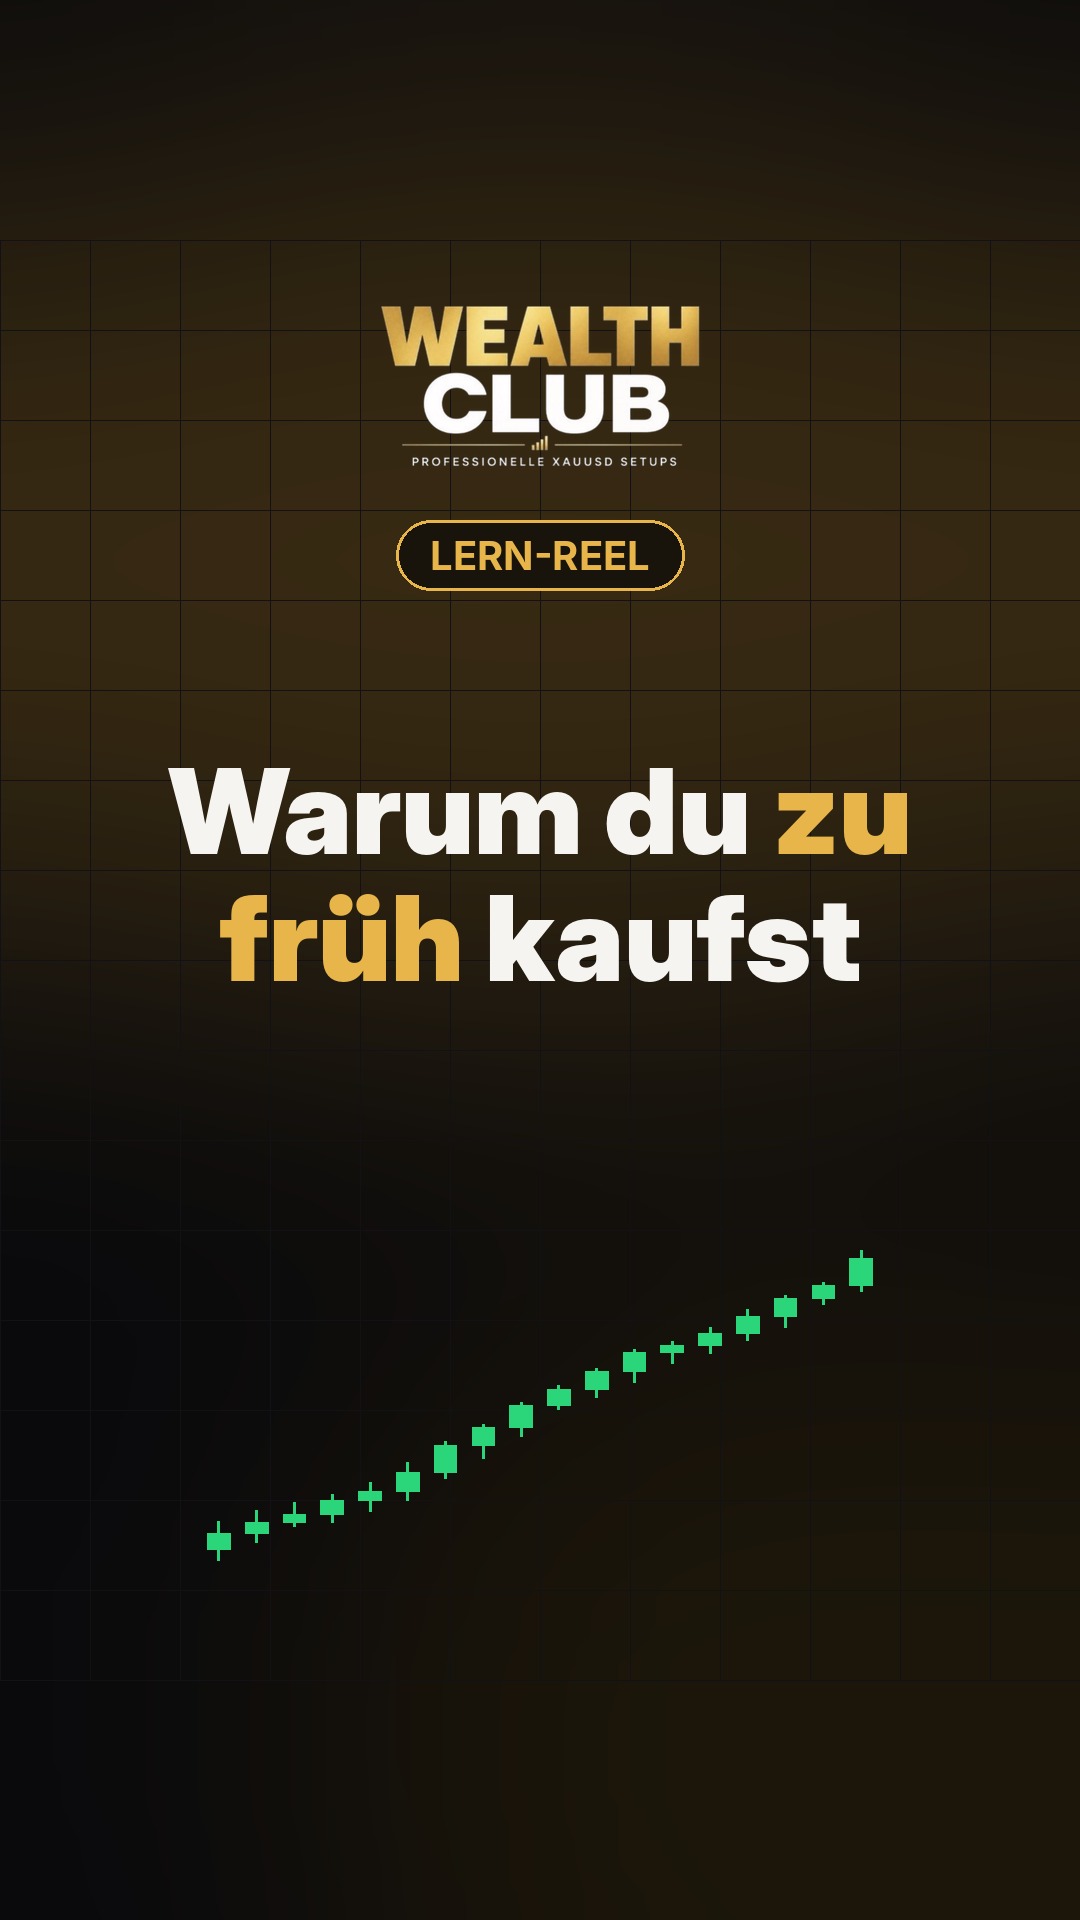 WEALTH
CLUB
PROFESSIONELLE XAUUSD SETUPS
LERN-REEL
Warum du zu
früh kaufst